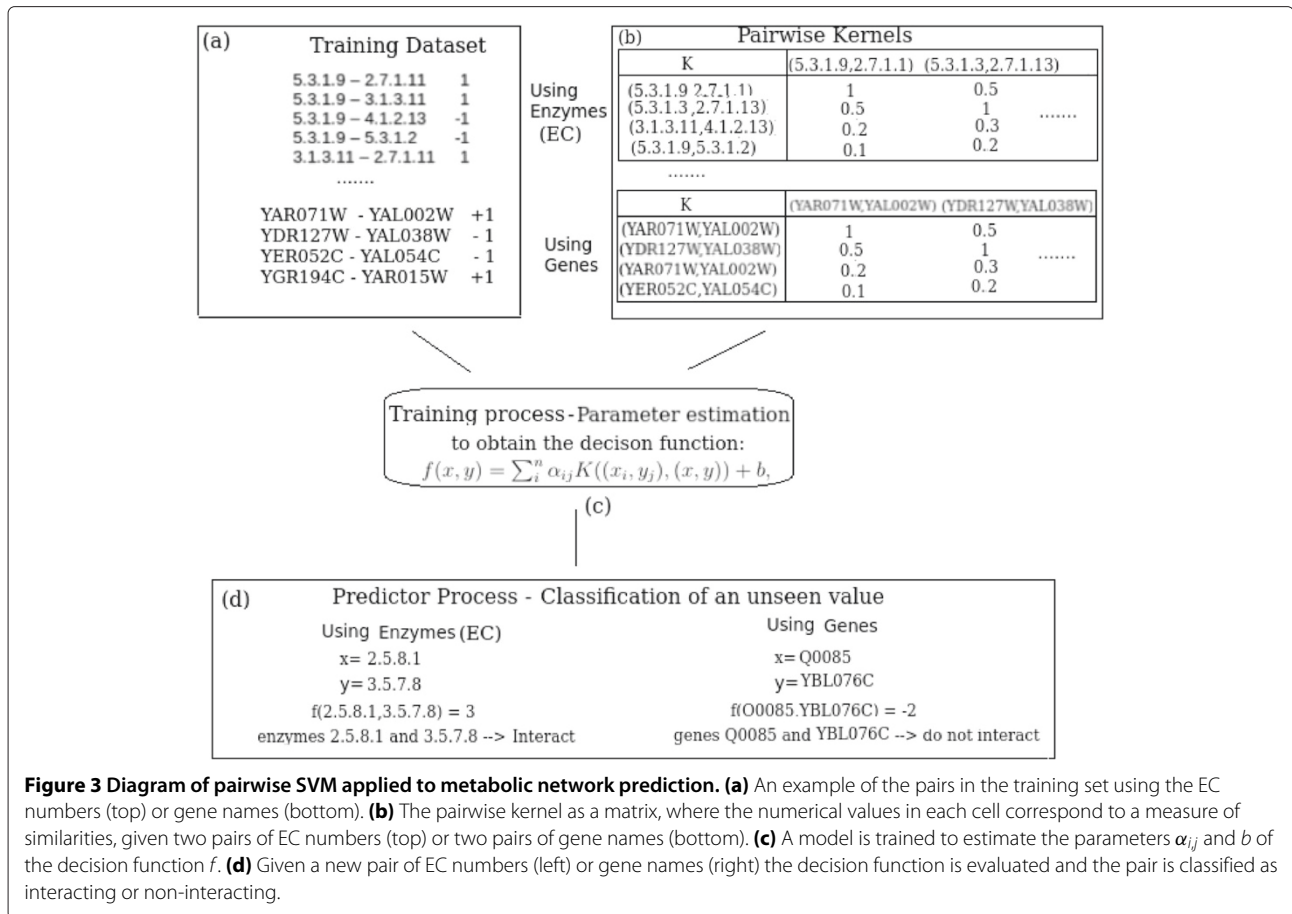 (a) Training Dataset
5.3.1.9 – 2.7.1.11 1
5.3.1.9 – 3.1.3.11 1
5.3.1.9 – 4.1.2.13 -1
5.3.1.9 – 5.3.1.2 -1
3.1.3.11 – 2.7.1.11 1
.......
YAR071W - YAL002W +1
YDR127W - YAL038W - 1
YER052C - YAL054C - 1
YGR194C - YAR015W +1
Using
Enzymes
(EC)
Using
Genes
(b) Pairwise Kernels
K (5.3.1.9,2.7.1.1) (5.3.1.3,2.7.1.13)
(5.3.1.9 2.7.1.1) 1 0.5
(5.3.1.3,2.7.1.13) 0.5 1 .......
(3.1.3.11,4.1.2.13) 0.2 0.3
(5.3.1.9,5.3.1.2) 0.1 0.2
.......
K (YAR071W,YAL002W) (YDR127W,YAL038W)
(YAR071W,YAL002W) 1 0.5
(YDR127W,YAL038W) 0.5 1 .......
(YAR071W,YAL002W) 0.2 0.3
(YER052C,YAL054C) 0.1 0.2
Training process-Parameter estimation
to obtain the decison function:
f(x, y) = ∑ᵢⁿ αᵢⱼK((xᵢ, yⱼ), (x, y)) + b,
(c)
(d) Predictor Process - Classification of an unseen value
Using Enzymes (EC)
x= 2.5.8.1
y= 3.5.7.8
f(2.5.8.1,3.5.7.8) = 3
enzymes 2.5.8.1 and 3.5.7.8 --> Interact
Using Genes
x= Q0085
y= YBL076C
f(O0085.YBL076C) = -2
genes Q0085 and YBL076C --> do not interact
Figure 3 Diagram of pairwise SVM applied to metabolic network prediction. (a) An example of the pairs in the training set using the EC
numbers (top) or gene names (bottom). (b) The pairwise kernel as a matrix, where the numerical values in each cell correspond to a measure of
similarities, given two pairs of EC numbers (top) or two pairs of gene names (bottom). (c) A model is trained to estimate the parameters αi,j and b of
the decision function f. (d) Given a new pair of EC numbers (left) or gene names (right) the decision function is evaluated and the pair is classified as
interacting or non-interacting.